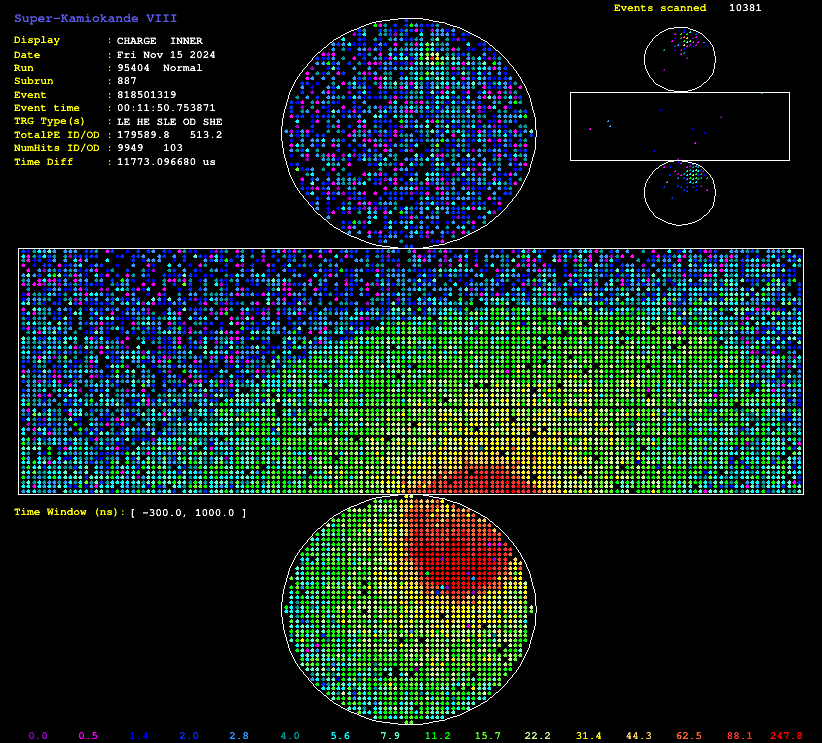 Events scanned 10381
Super-Kamiokande VIII
Display : CHARGE INNER
Date : Fri Nov 15 2024
Run : 95404 Normal
Subrun : 887
Event : 818501319
Event time : 00:11:50.753871
TRG Type(s) : LE HE SLE OD SHE
TotalPE ID/OD : 179589.8 513.2
NumHits ID/OD : 9949 103
Time Diff : 11773.096680 us
Time Window (ns): [ -300.0, 1000.0 ]
0.0 0.5 1.4 2.0 2.8 4.0 5.6 7.9 11.2 15.7 22.2 31.4 44.3 62.5 88.1 247.8